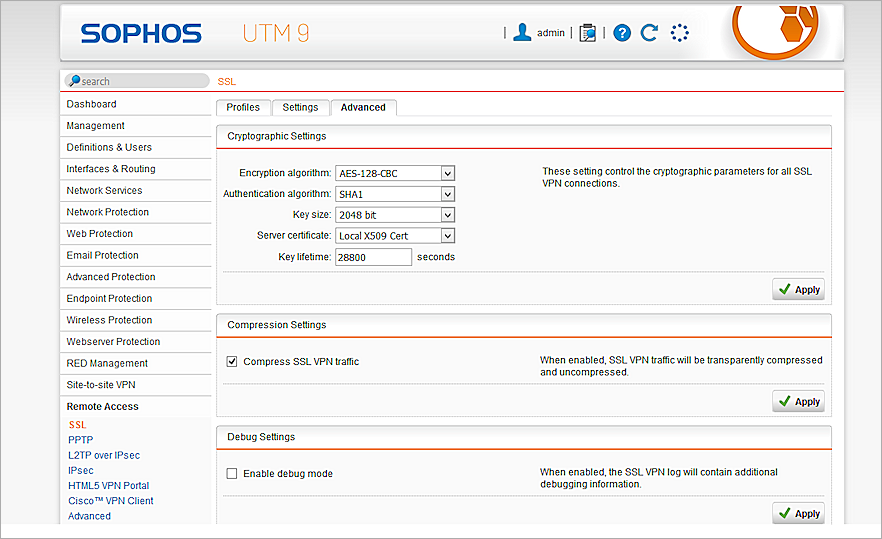 SOPHOS UTM 9
| admin | | 
search
SSL
Dashboard
Management
Definitions & Users
Interfaces & Routing
Network Services
Network Protection
Web Protection
Email Protection
Advanced Protection
Endpoint Protection
Wireless Protection
Webserver Protection
RED Management
Site-to-site VPN
Remote Access
SSL
PPTP
L2TP over IPsec
IPsec
HTML5 VPN Portal
Cisco™ VPN Client
Advanced
Profiles Settings Advanced
Cryptographic Settings
Encryption algorithm: AES-128-CBC
Authentication algorithm: SHA1
Key size: 2048 bit
Server certificate: Local X509 Cert
Key lifetime: 28800 seconds
These setting control the cryptographic parameters for all SSL
VPN connections.
Apply
Compression Settings
Compress SSL VPN traffic
When enabled, SSL VPN traffic will be transparently compressed
and uncompressed.
Apply
Debug Settings
Enable debug mode
When enabled, the SSL VPN log will contain additional
debugging information.
Apply